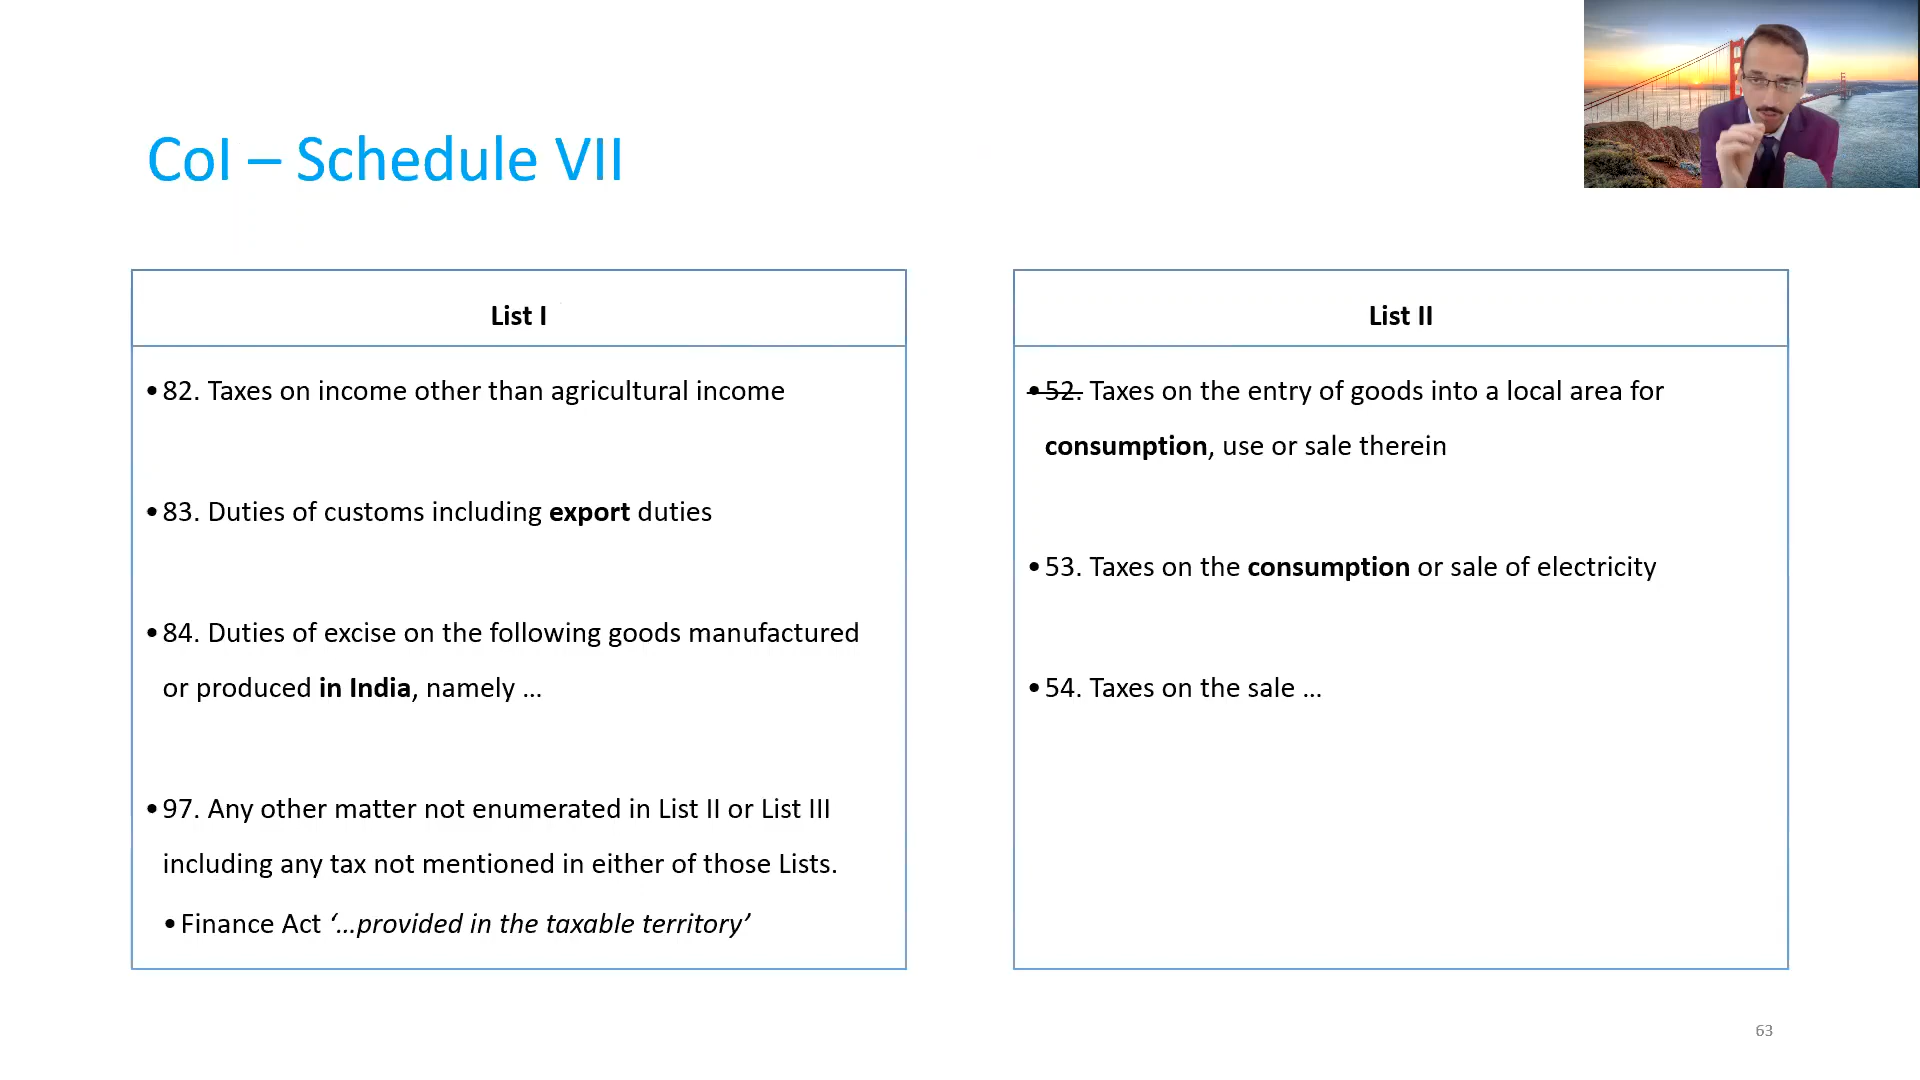 CoI – Schedule VII
List I
•82. Taxes on income other than agricultural income
•83. Duties of customs including export duties
•84. Duties of excise on the following goods manufactured
or produced in India, namely ...
•97. Any other matter not enumerated in List II or List III
including any tax not mentioned in either of those Lists.
•Finance Act ‘...provided in the taxable territory’
List II
•52. Taxes on the entry of goods into a local area for
consumption, use or sale therein
•53. Taxes on the consumption or sale of electricity
•54. Taxes on the sale ...
63